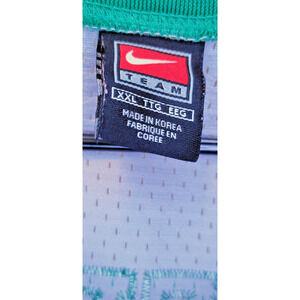 TEAM
XXL TTG EEG
MADE IN KOREA
FABRIQUE EN
COREE